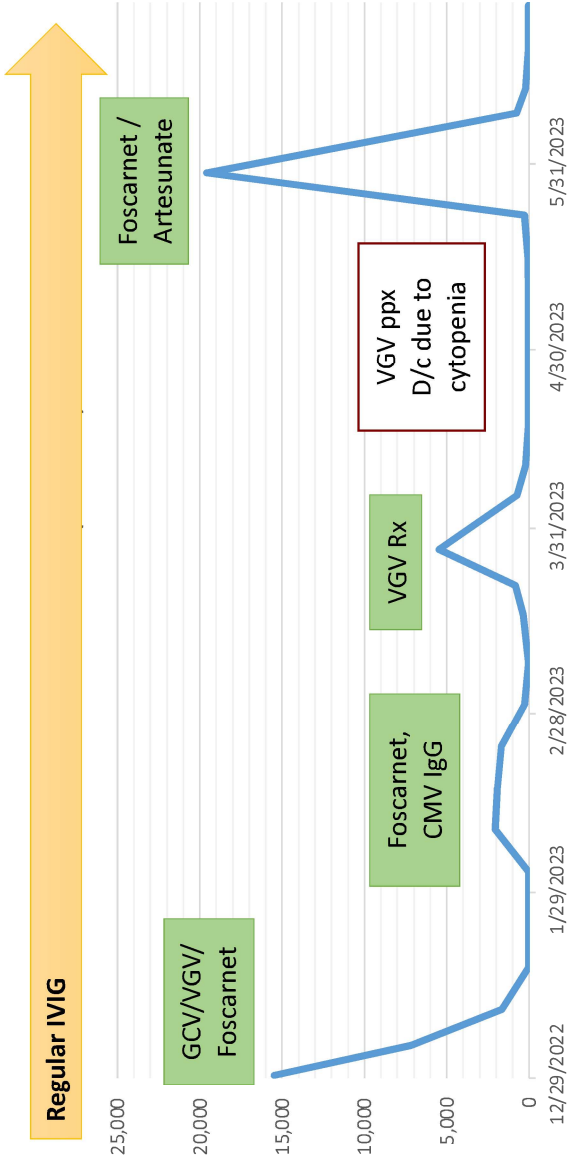 Regular IVIG
25,000
20,000
15,000
10,000
5,000
0
GCV/VGV/
Foscarnet
Foscarnet,
CMV IgG
VGV Rx
VGV ppx
D/c due to
cytopenia
Foscarnet /
Artesunate
12/29/2022
1/29/2023
2/28/2023
3/31/2023
4/30/2023
5/31/2023